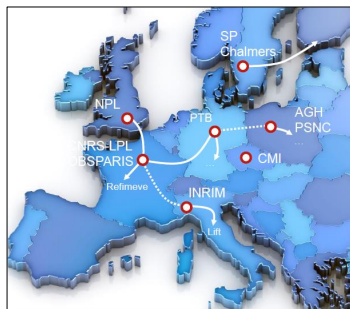 SP
Chalmers
NPL
PTB
AGH
PSNC
CNRS-LPL
OBSPARIS
CMI
Refimeve
INRIM
Lift